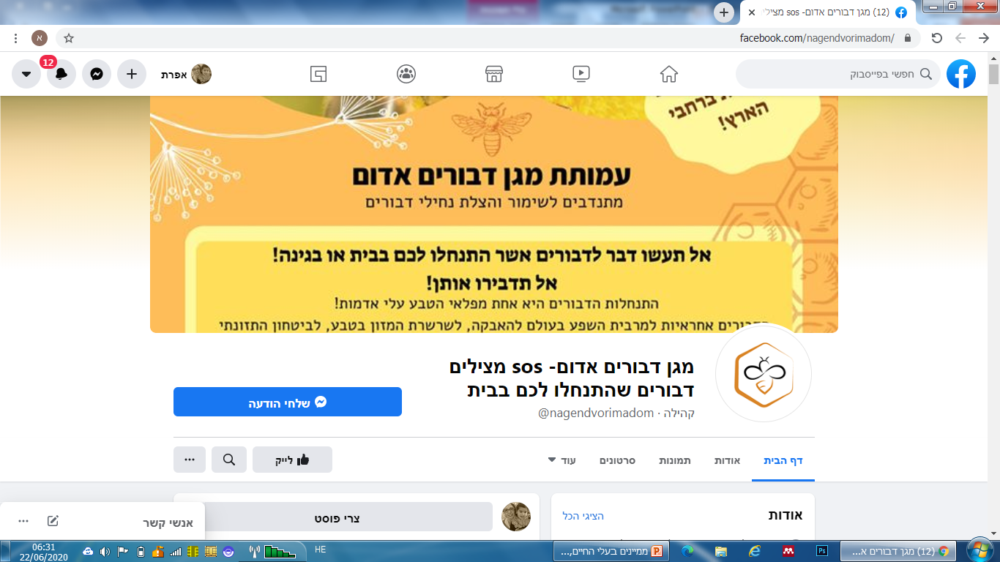 (12) מגן דבורים אדום- sos מצילים
facebook.com/nagendvorimadom/
א
חפשי בפייסבוק
אפרת
12
ברחבי
הארץ!
עמותת מגן דבורים אדום
מתנדבים לשימור והצלת נחילי דבורים
אל תעשו דבר לדבורים אשר התנחלו לכם בבית או בגינה!
אל תדבירו אותן!
התנחלות הדבורים היא אחת מפלאי הטבע עלי אדמות!
אחראיות למרבית השפע בעולם להאבקה, לשרשרת המזון בטבע, לביטחון התזונתי
מגן דבורים אדום- sos מצילים
דבורים שהתנחלו לכם בבית
קהילה · @nagendvorimadom
שלחי הודעה
דף הבית
אודות
תמונות
סרטונים
עוד
לייק
אודות
הציגי הכל
צרי פוסט
אנשי קשר
(12) מגן דבורים א...
Ps
ממיינים בעלי החיים,...
HE
06:31
22/06/2020